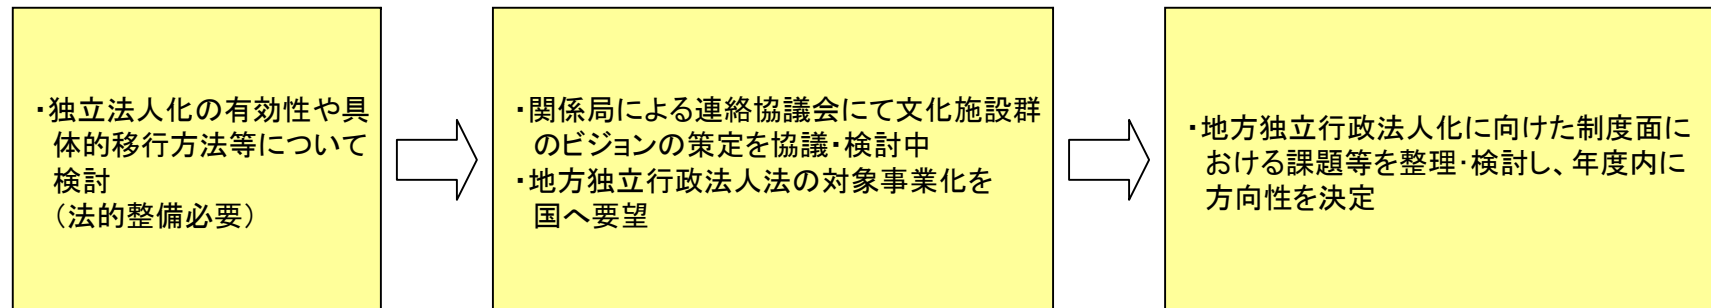 ・独立法人化の有効性や具
体的移行方法等について
検討
（法的整備必要）
・関係局による連絡協議会にて文化施設群
のビジョンの策定を協議・検討中
・地方独立行政法人法の対象事業化を
国へ要望
・地方独立行政法人化に向けた制度面に
おける課題等を整理・検討し、年度内に
方向性を決定